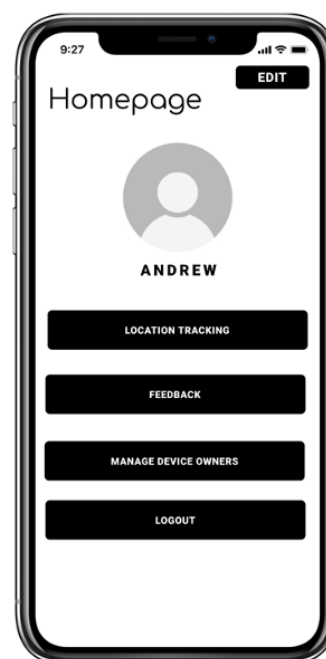 9:27
EDIT
Homepage
ANDREW
LOCATION TRACKING
FEEDBACK
MANAGE DEVICE OWNERS
LOGOUT